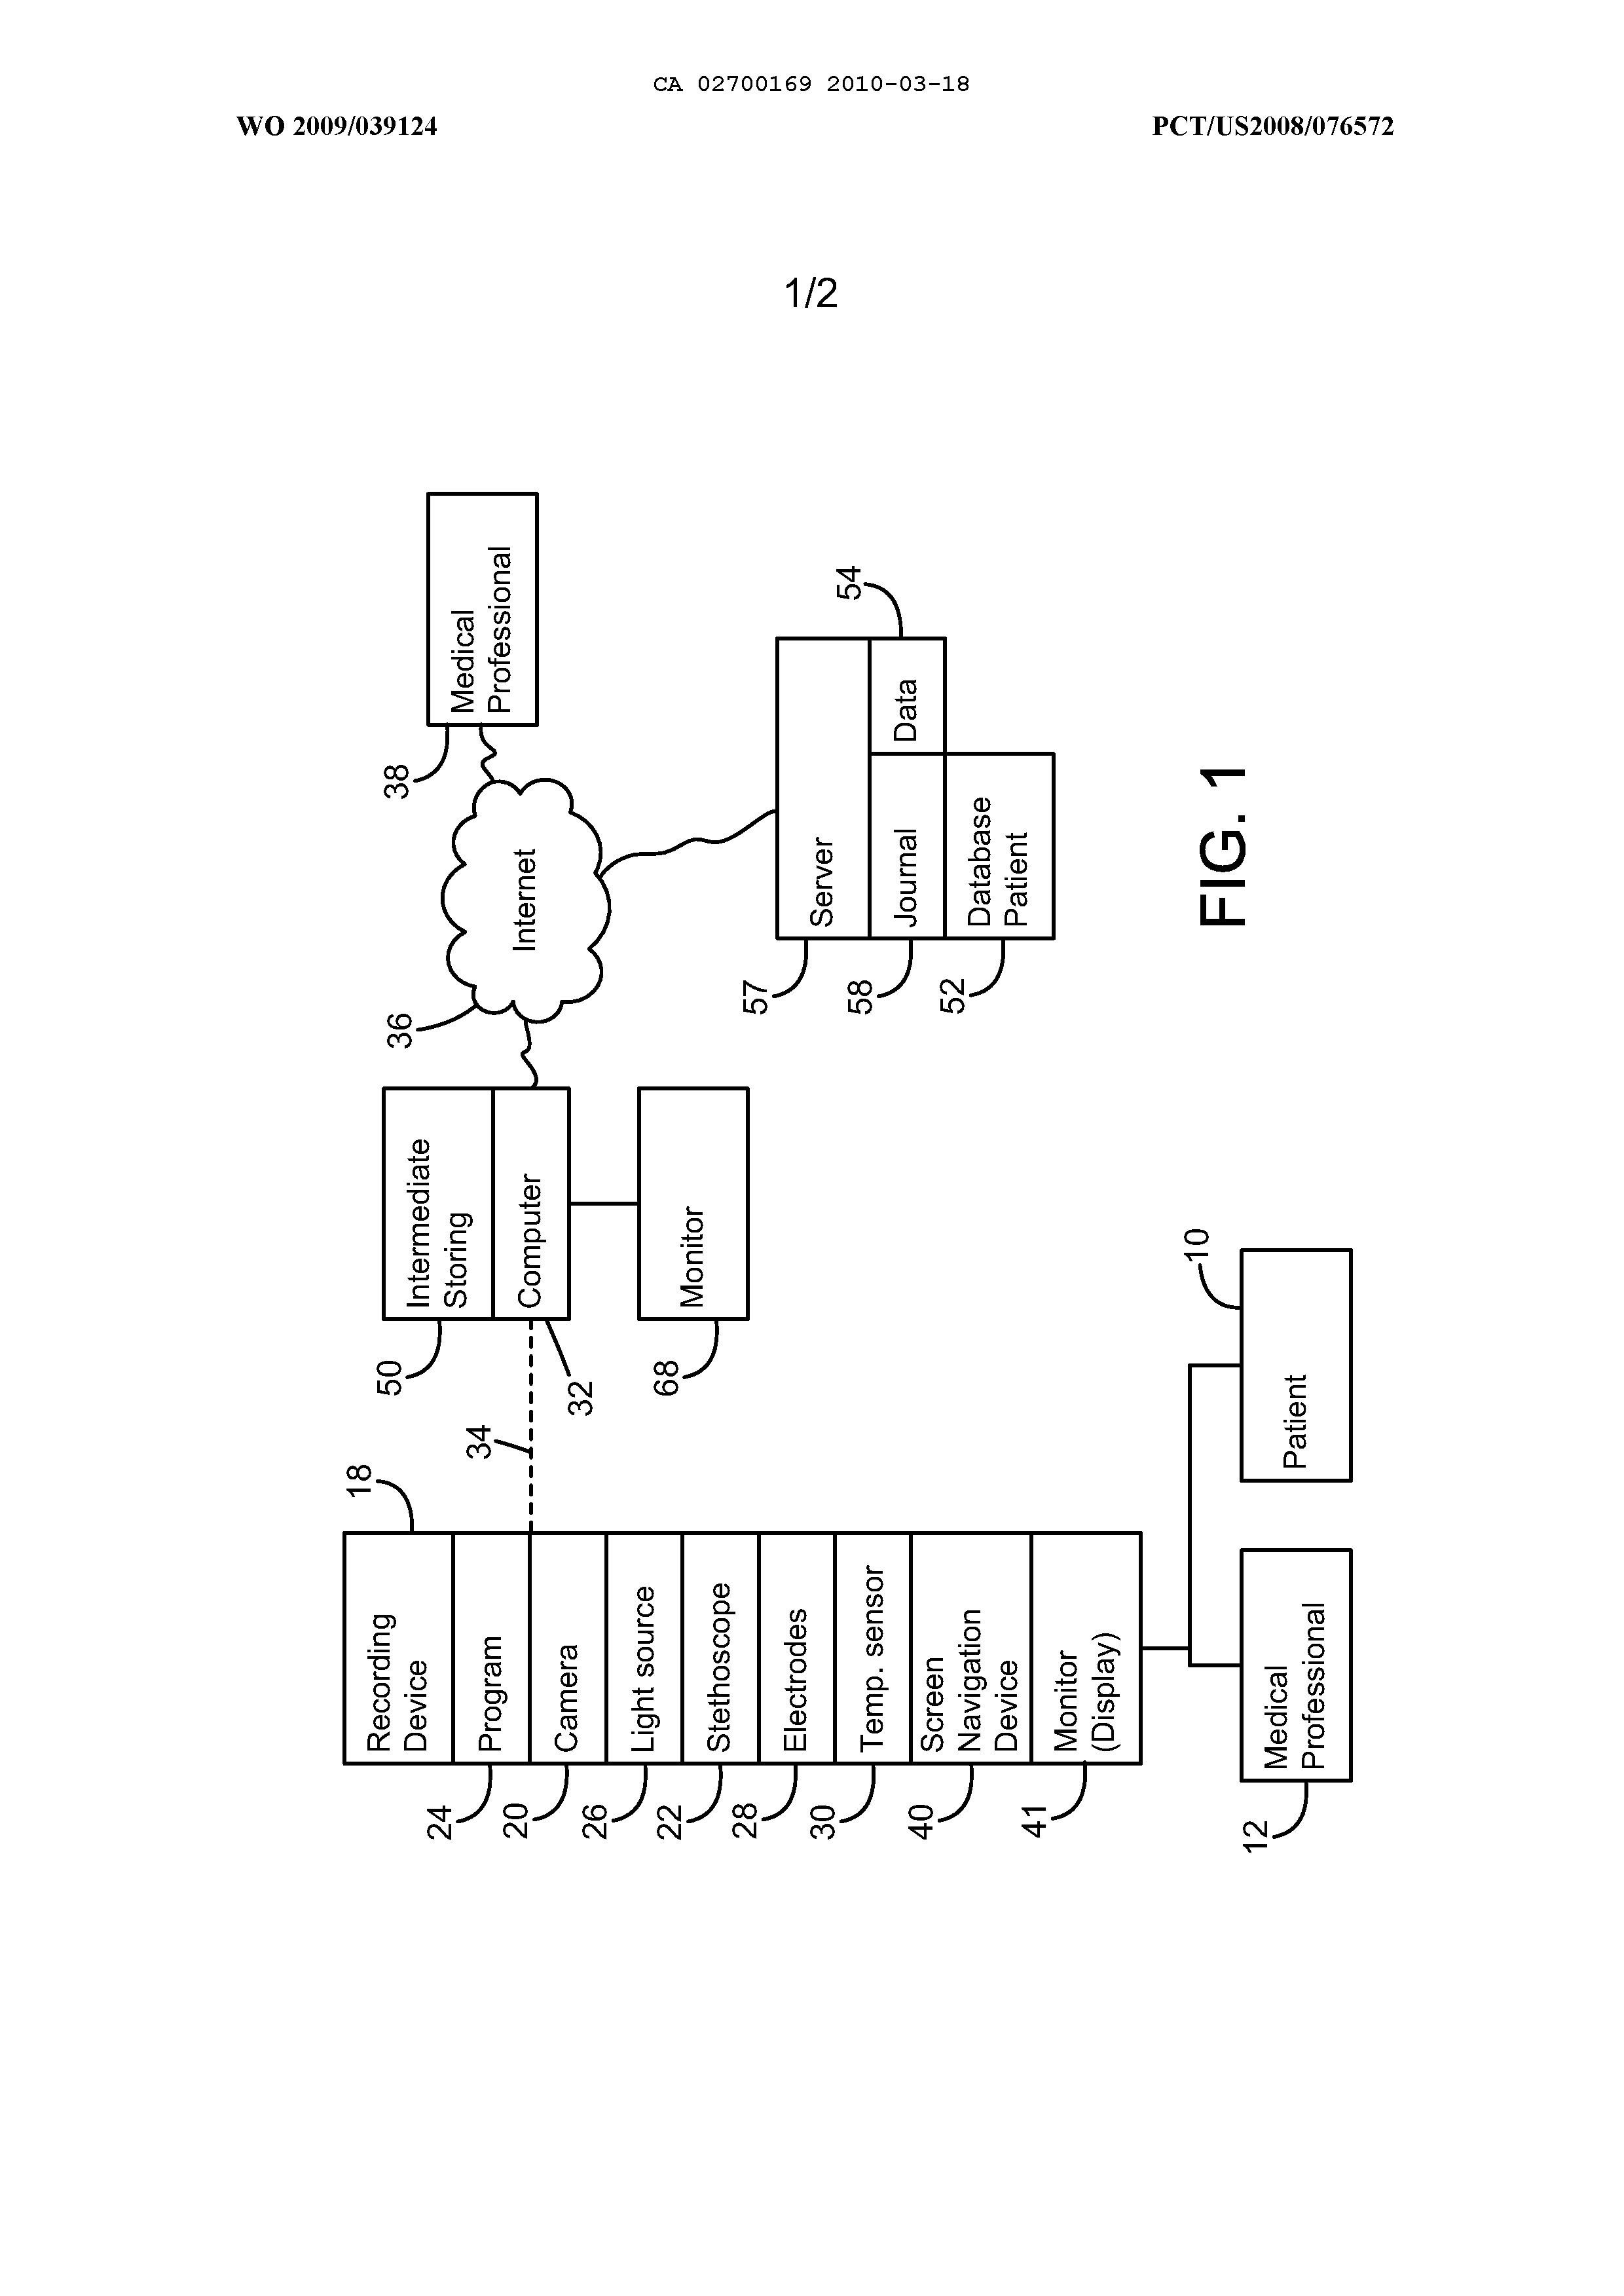 CA 02700169 2010-03-18
WO 2009/039124
PCT/US2008/076572
1/2
18
Recording
Device
24
Program
20
Camera
26
Light source
22
Stethoscope
28
Electrodes
30
Temp. sensor
40
Screen
Navigation
Device
41
Monitor
(Display)
34
50
Intermediate
Storing
32
Computer
68
Monitor
36
Internet
38
Medical
Professional
57
Server
58
Journal
Data
54
52
Database
Patient
12
Medical
Professional
10
Patient
FIG. 1